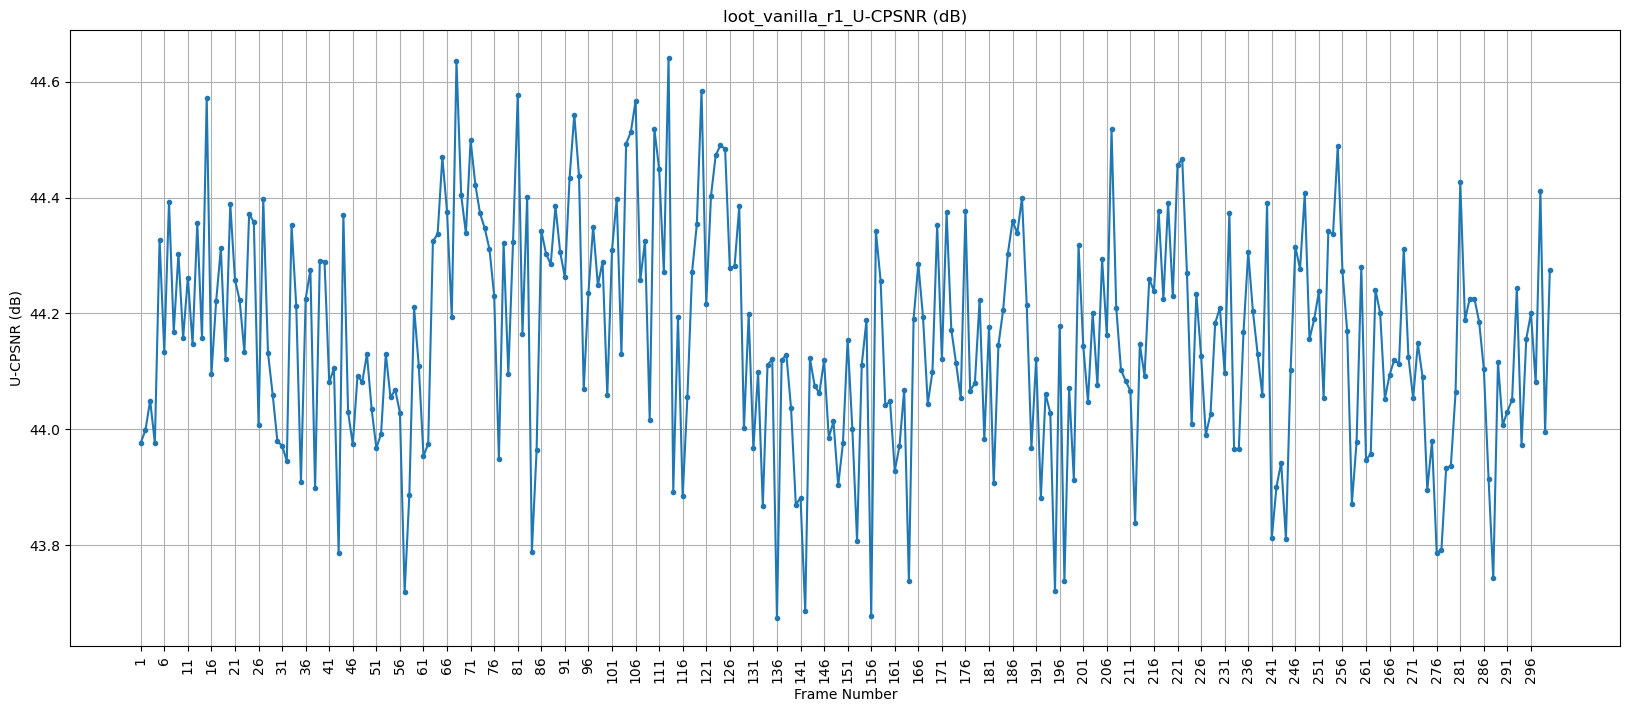 loot_vanilla_r1_U-CPSNR (dB)
U-CPSNR (dB)
44.6
44.4
44.2
44.0
43.8
1 6 11 16 21 26 31 36 41 46 51 56 61 66 71 76 81 86 91 96 101 106 111 116 121 126 131 136 141 146 151 156 161 166 171 176 181 186 191 196 201 206 211 216 221 226 231 236 241 246 251 256 261 266 271 276 281 286 291 296
Frame Number